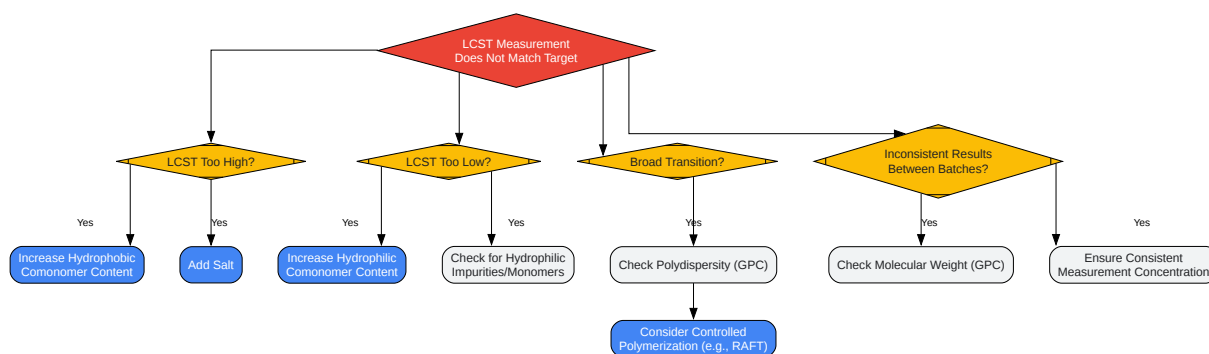 LCST Measurement
Does Not Match Target
LCST Too High?
LCST Too Low?
Broad Transition?
Inconsistent Results
Between Batches?
Yes
Yes
Yes
Yes
Yes
Yes
Yes
Increase Hydrophobic
Comonomer Content
Add Salt
Increase Hydrophilic
Comonomer Content
Check for Hydrophilic
Impurities/Monomers
Check Polydispersity (GPC)
Check Molecular Weight (GPC)
Ensure Consistent
Measurement Concentration
Consider Controlled
Polymerization (e.g., RAFT)